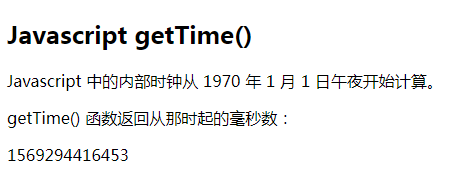 Javascript getTime()
Javascript 中的内部时钟从 1970 年 1 月 1 日午夜开始计算。
getTime() 函数返回从那时起的毫秒数：
1569294416453